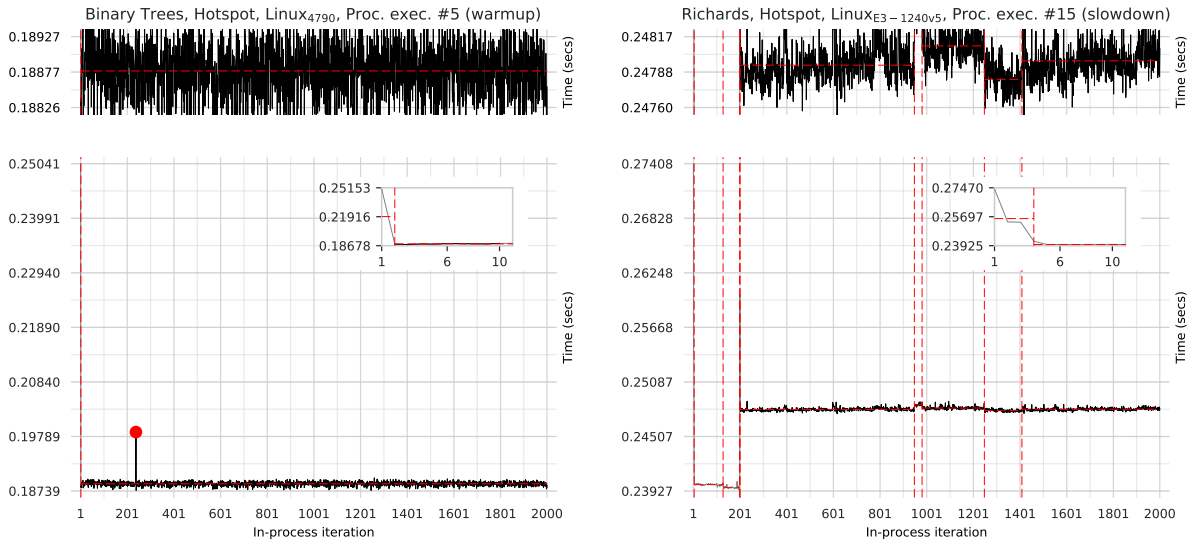 Binary Trees, Hotspot, Linux4790, Proc. exec. #5 (warmup)
0.18927
0.18877
0.18826
Time (secs)
0.25041
0.23991
0.22940
0.21890
0.20840
0.19789
0.18739
Time (secs)
0.25153
0.21916
0.18678
1 6 10
1 201 401 601 801 1001 1201 1401 1601 1801 2000
In-process iteration
Richards, Hotspot, LinuxE3−1240v5, Proc. exec. #15 (slowdown)
0.24817
0.24788
0.24760
Time (secs)
0.27408
0.26828
0.26248
0.25668
0.25087
0.24507
0.23927
Time (secs)
0.27470
0.25697
0.23925
1 6 10
1 201 401 601 801 1001 1201 1401 1601 1801 2000
In-process iteration